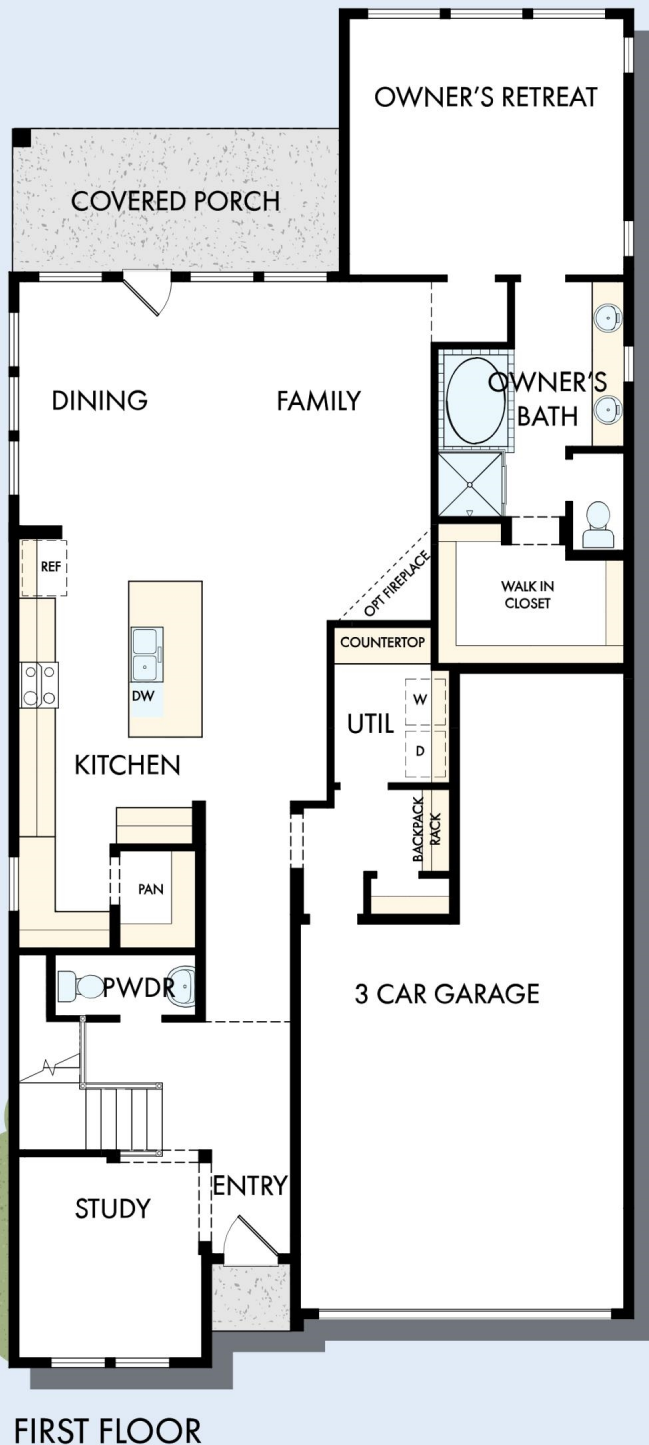 OWNER'S RETREAT
COVERED PORCH
DINING
FAMILY
OWNER'S
BATH
REF
OPT FIREPLACE
WALK IN
CLOSET
COUNTERTOP
DW
W
UTIL
D
KITCHEN
BACKPACK
RACK
PAN
PWDR
3 CAR GARAGE
ENTRY
STUDY
FIRST FLOOR